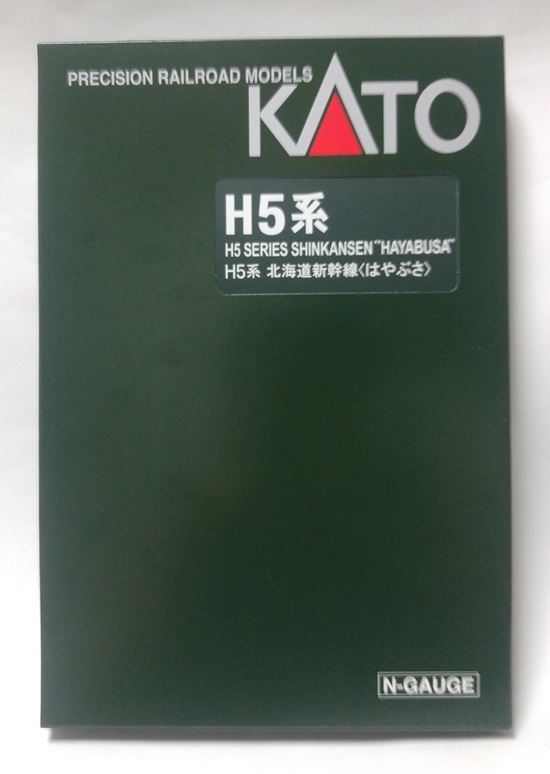 PRECISION RAILROAD MODELS
KATO
H5系
H5 SERIES SHINKANSEN "HAYABUSA"
H5系 北海道新幹線〈はやぶさ〉
N-GAUGE